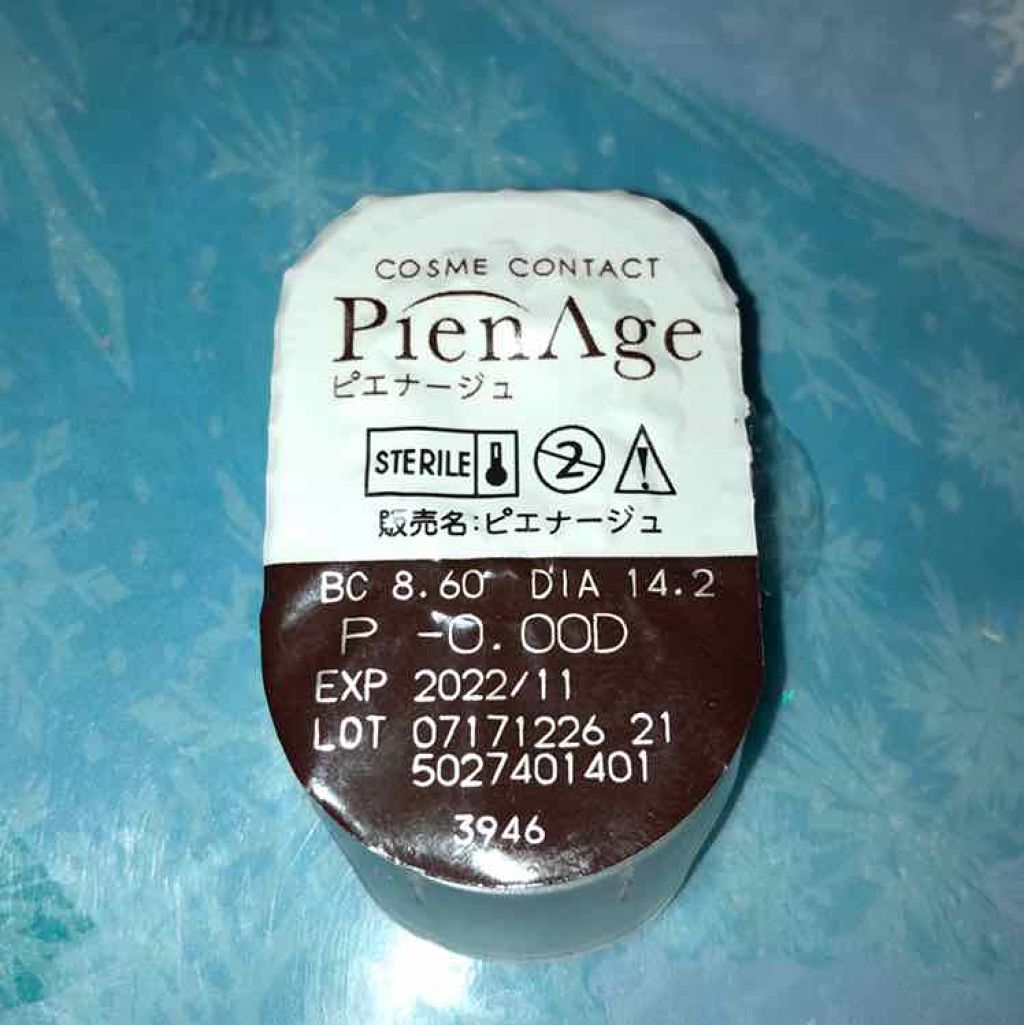 COSME CONTACT
PienAge
ピエナージュ
STERILE 2 !
販売名:ピエナージュ
BC 8.60 DIA 14.2
P -0.00D
EXP 2022/11
LOT 07171226 21
5027401401
3946